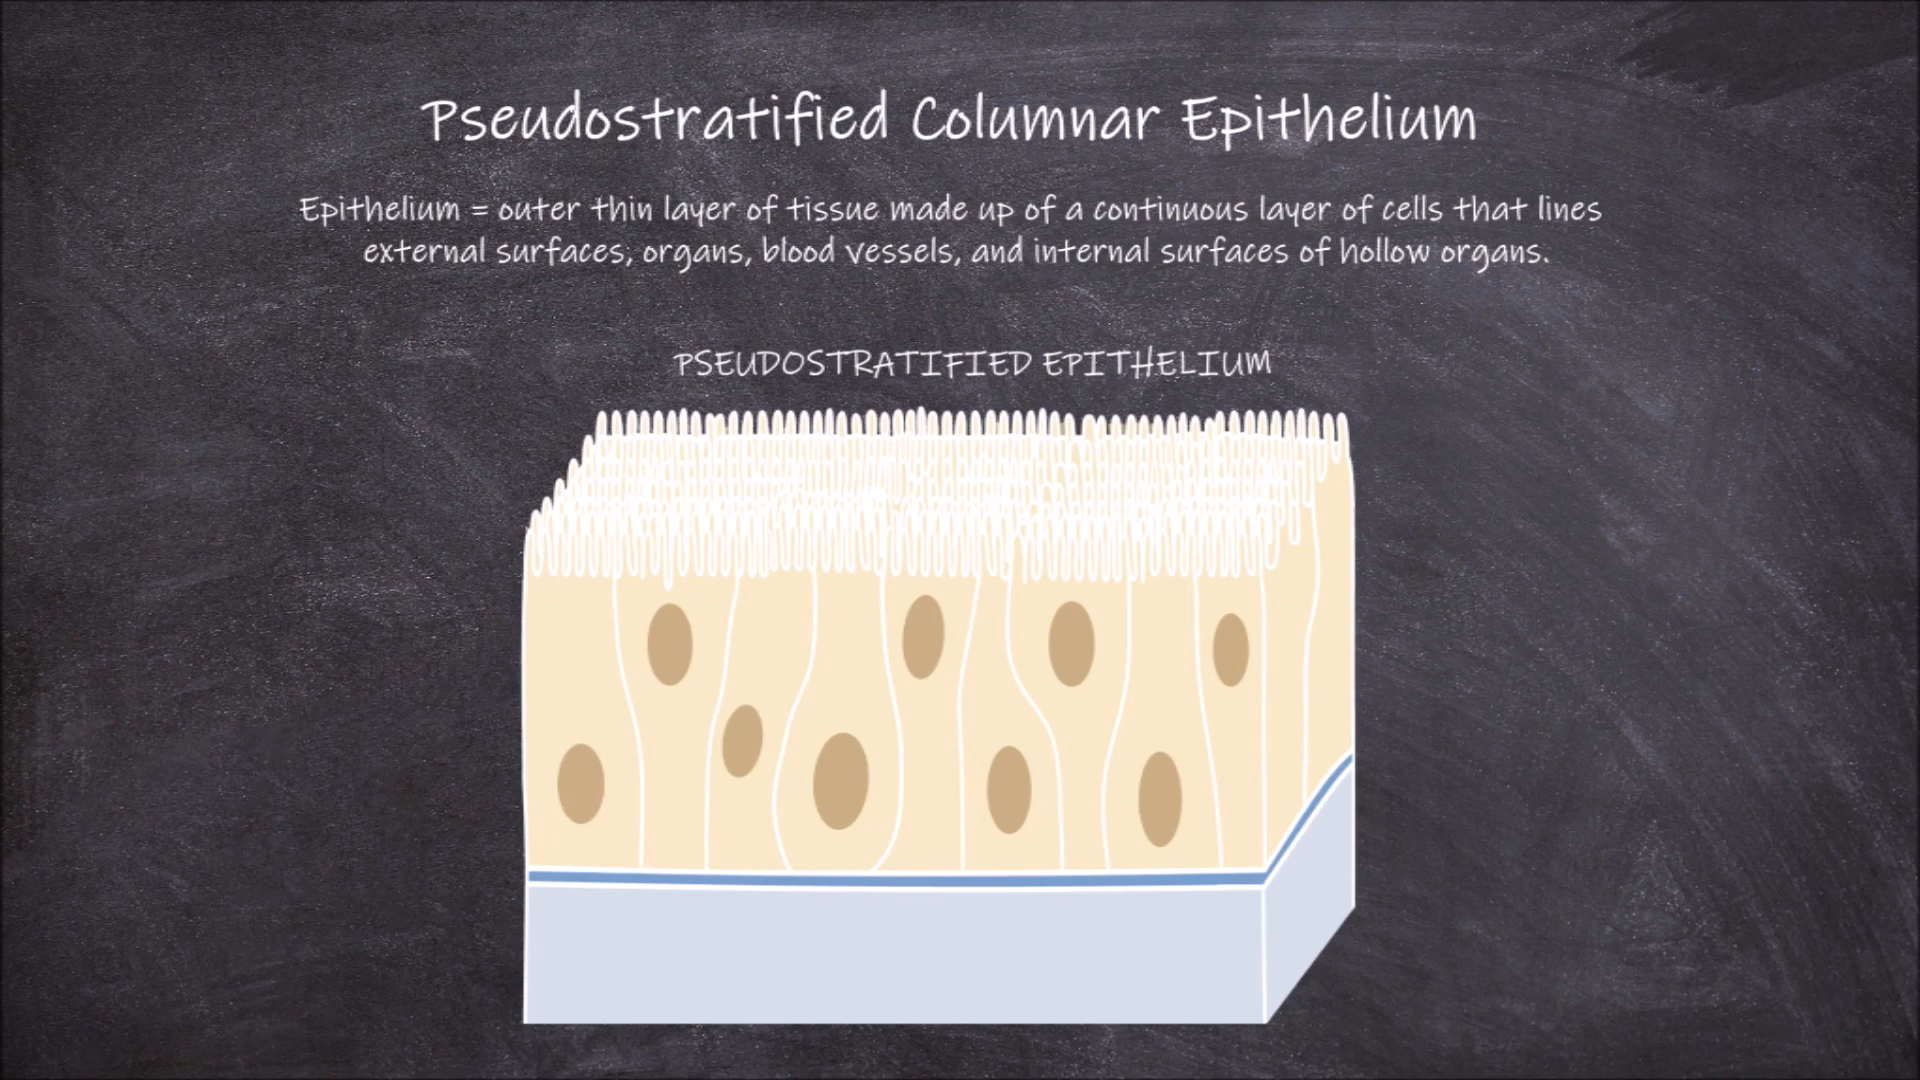 Pseudostratified Columnar Epithelium
Epithelium = outer thin layer of tissue made up of a continuous layer of cells that lines
external surfaces, organs, blood vessels, and internal surfaces of hollow organs.
PSEUDOSTRATIFIED EPITHELIUM